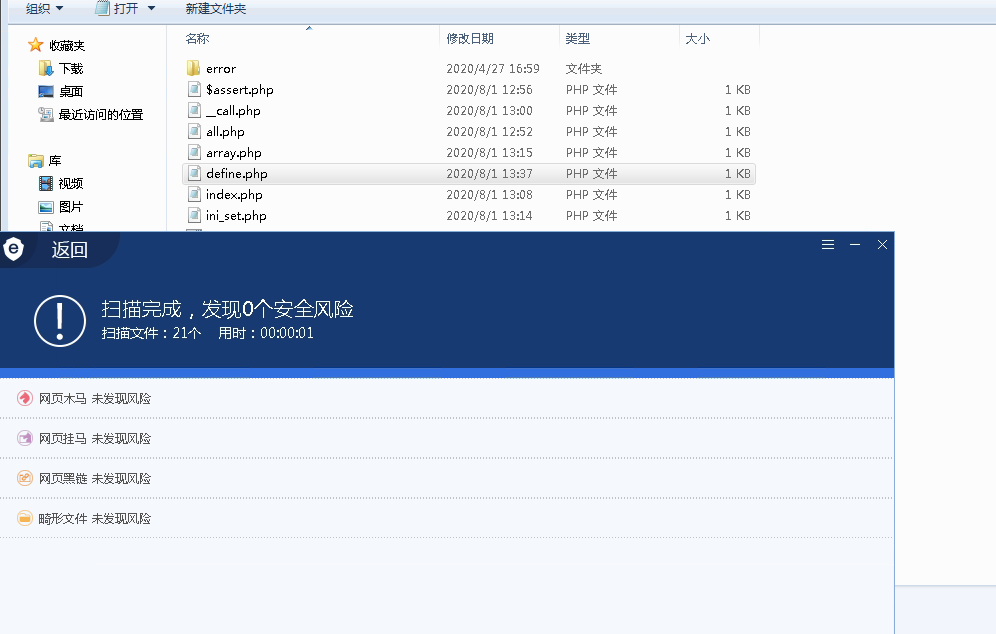 组织 打开 新建文件夹
名称 修改日期 类型 大小
收藏夹
下载
桌面
最近访问的位置
库
视频
图片
文档
error 2020/4/27 16:59 文件夹
$assert.php 2020/8/1 12:56 PHP 文件 1 KB
__call.php 2020/8/1 13:00 PHP 文件 1 KB
all.php 2020/8/1 12:52 PHP 文件 1 KB
array.php 2020/8/1 13:15 PHP 文件 1 KB
define.php 2020/8/1 13:37 PHP 文件 1 KB
index.php 2020/8/1 13:08 PHP 文件 1 KB
ini_set.php 2020/8/1 13:14 PHP 文件 1 KB
返回
扫描完成，发现0个安全风险
扫描文件：21个 用时：00:00:01
网页木马 未发现风险
网页挂马 未发现风险
网页黑链 未发现风险
畸形文件 未发现风险